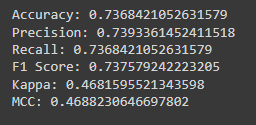 Accuracy: 0.7368421052631579
Precision: 0.7393361452411518
Recall: 0.7368421052631579
F1 Score: 0.737579242223205
Kappa: 0.4681595521343598
MCC: 0.4688230646697802